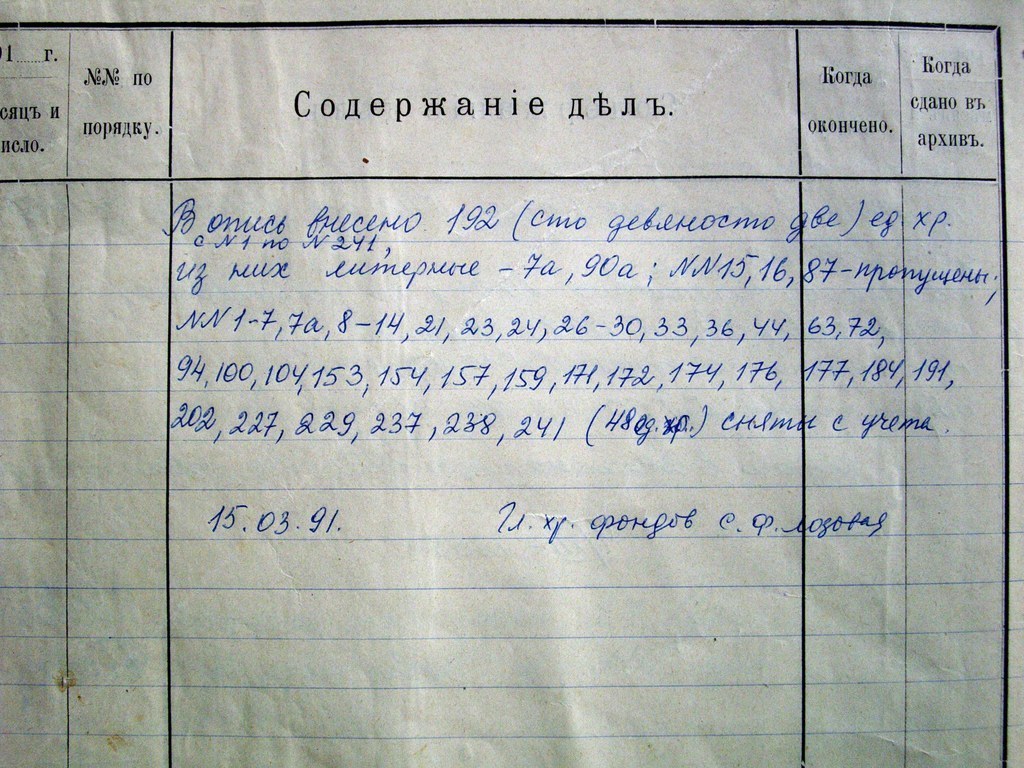 91......г.
сяцъ и
исло.
№№ по
порядку.
Содержаніе дѣлъ.
Когда
окончено.
Когда
сдано въ
архивъ.
В опись внесено 192 (сто девяносто две) ед хр.
с N1 по N 241,
из них литерные – 7а, 90а; NN15, 16, 87-пропущены;
NN 1-7, 7а, 8-14, 21, 23, 24, 26-30, 33, 36, 44, 63, 72,
94, 100, 104, 153, 154, 157, 159, 171, 172, 174, 176, 177, 184, 191,
202, 227, 229, 237, 238, 241 (48ед. хр.) сняты с учета.
15.03.91. Гл. хр. фондов С.Ф. Лозовая